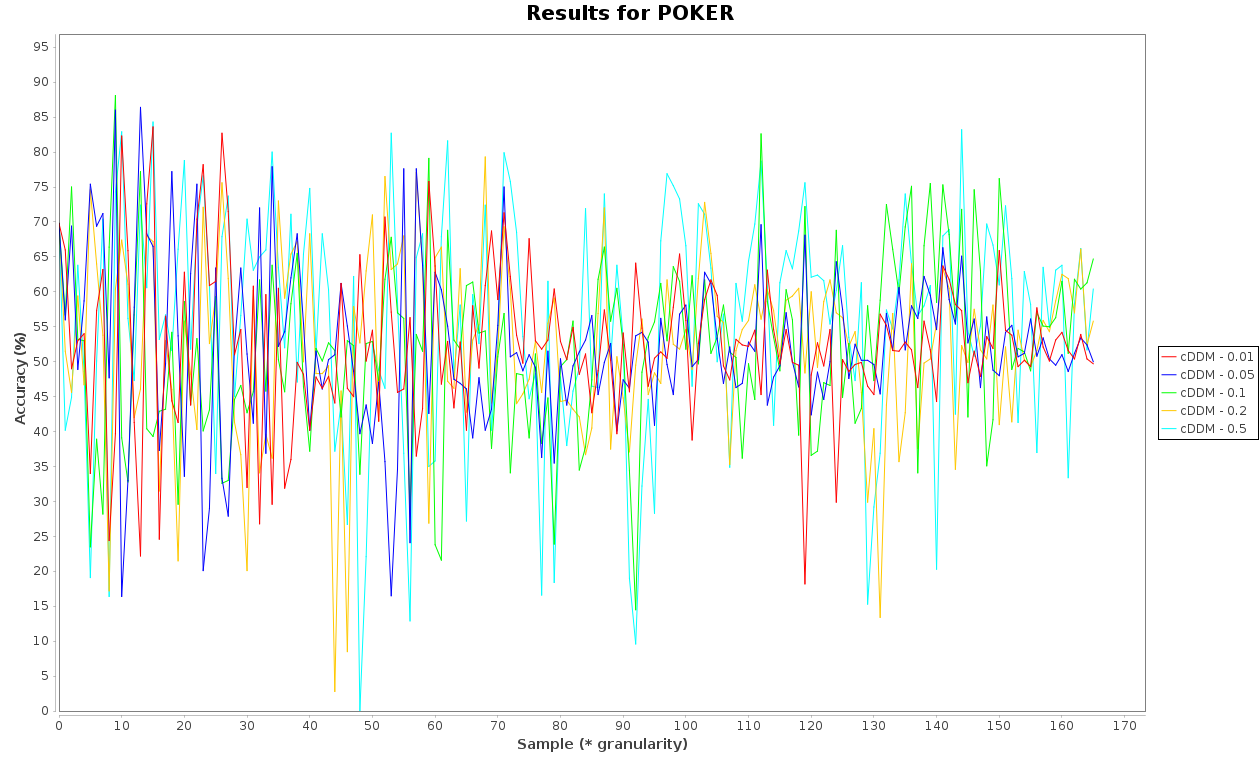 Results for POKER
Accuracy (%)
95
90
85
80
75
70
65
60
55
50
45
40
35
30
25
20
15
10
5
0
0 10 20 30 40 50 60 70 80 90 100 110 120 130 140 150 160 170
Sample (* granularity)
cDDM - 0.01
cDDM - 0.05
cDDM - 0.1
cDDM - 0.2
cDDM - 0.5